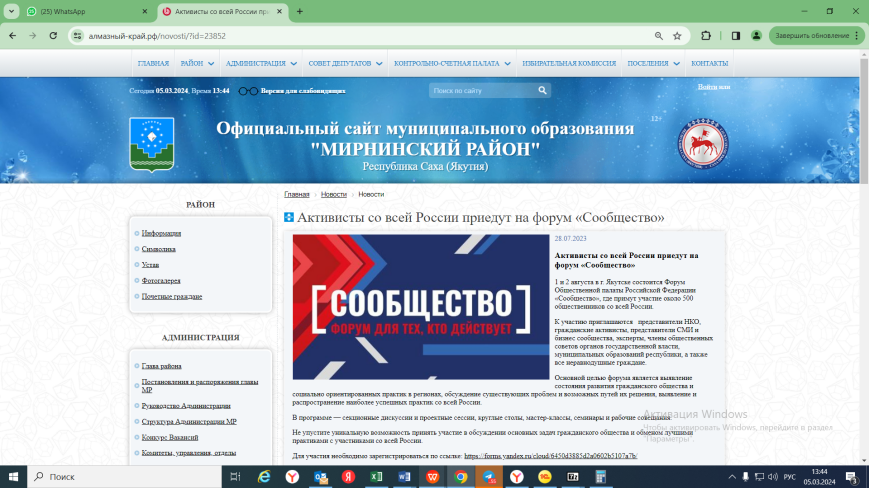 (25) WhatsApp
Активисты со всей России при
алмазный-край.рф/novosti/?id=23852
Завершить обновление
ГЛАВНАЯ РАЙОН АДМИНИСТРАЦИЯ СОВЕТ ДЕПУТАТОВ КОНТРОЛЬНО-СЧЕТНАЯ ПАЛАТА ИЗБИРАТЕЛЬНАЯ КОМИССИЯ ПОСЕЛЕНИЯ КОНТАКТЫ
Сегодня 05.03.2024, Время 13:44 Версия для слабовидящих Поиск по сайту Войти или
12+
Официальный сайт муниципального образования
"МИРНИНСКИЙ РАЙОН"
Республика Саха (Якутия)
РАЙОН
Информация
Символика
Устав
Фотогалерея
Почетные граждане
АДМИНИСТРАЦИЯ
Глава района
Постановления и распоряжения главы
МР
Руководство Администрации
Структура Администрации МР
Конкурс Вакансий
Комитеты, управления, отделы
Главная › Новости › Новости
Активисты со всей России приедут на форум «Сообщество»
[СООБЩЕСТВО]
ФОРУМ ДЛЯ ТЕХ, КТО ДЕЙСТВУЕТ
28.07.2023
Активисты со всей России приедут на
форум «Сообщество»
1 и 2 августа в г. Якутске состоится Форум
Общественной палаты Российской Федерации
«Сообщество», где примут участие около 500
общественников со всей России.
К участию приглашаются представители НКО,
гражданские активисты, представители СМИ и
бизнес сообщества, эксперты, члены общественных
советов органов государственной власти,
муниципальных образований республики, а также
все неравнодушные граждане.
Основной целью форума является выявление
состояния развития гражданского общества и
социально ориентированных практик в регионах, обсуждение существующих проблем и возможных путей их решения, выявление и
распространение наиболее успешных практик со всей России.
В программе — секционные дискуссии и проектные сессии, круглые столы, мастер-классы, семинары и рабочие совещания.
Не упустите уникальную возможность принять участие в обсуждении основных задач гражданского общества и обменом лучшими
практиками с участниками со всей России.
Для участия необходимо зарегистрироваться по ссылке: https://forms.yandex.ru/cloud/6450d3885d2a0602b5107a7b/
Активация Windows
Чтобы активировать Windows, перейдите в раздел
"Параметры".
Поиск
РУС
13:44
05.03.2024
3